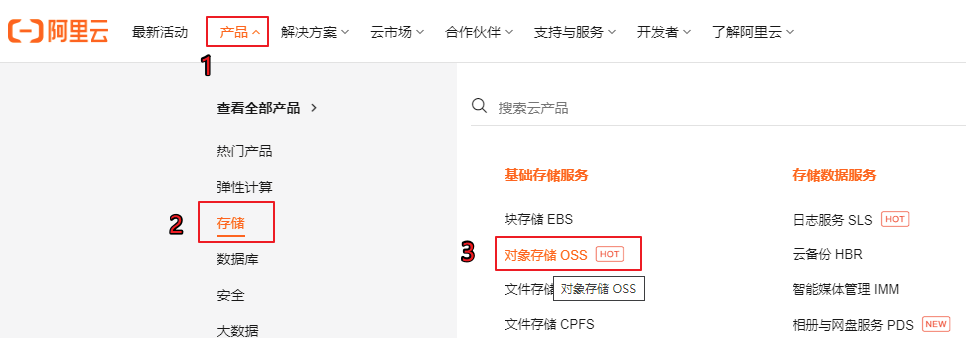 阿里云 最新活动 产品 解决方案 云市场 合作伙伴 支持与服务 开发者 了解阿里云
1
查看全部产品
搜索云产品
热门产品
弹性计算
2 存储
数据库
安全
大数据
基础存储服务
块存储 EBS
3 对象存储 OSS HOT
文件存储
对象存储 OSS
文件存储 CPFS
存储数据服务
日志服务 SLS HOT
云备份 HBR
智能媒体管理 IMM
相册与网盘服务 PDS NEW